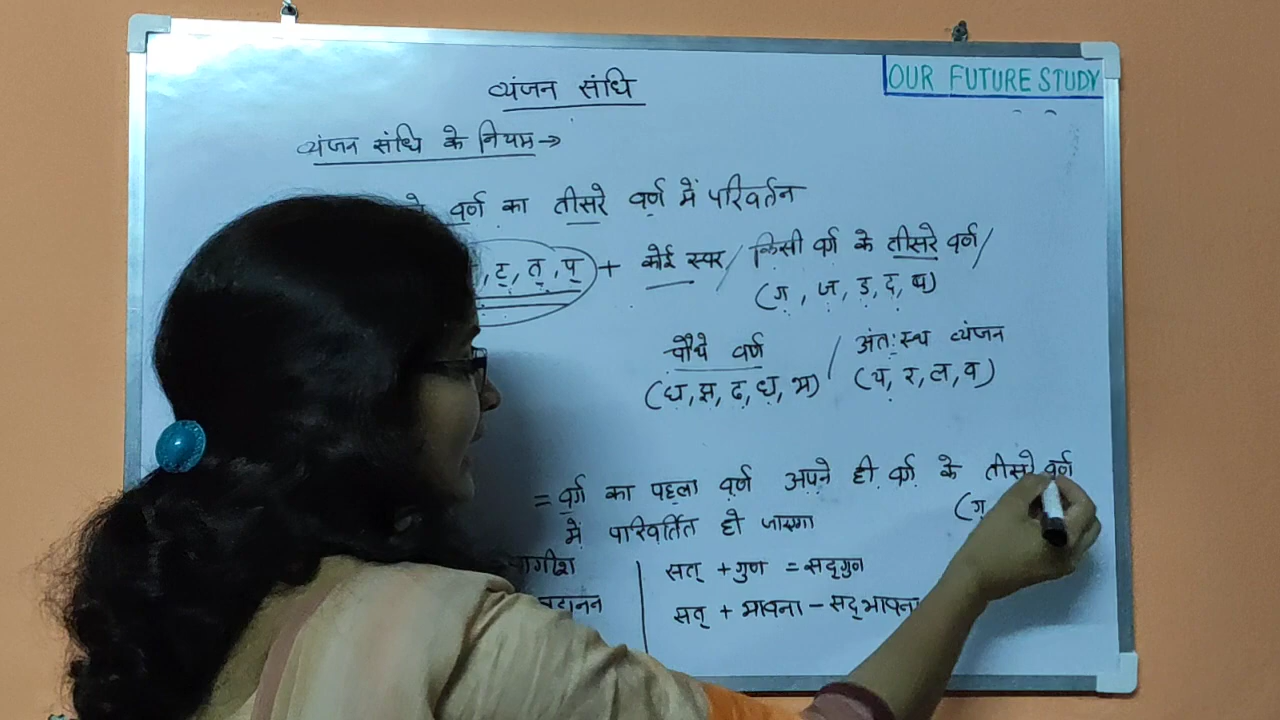 व्यंजन संधि
OUR FUTURE STUDY
व्यंजन संधि के नियम→
वर्ण का तीसरे वर्ण में परिवर्तन
, ट्, त्, प् + कोई स्वर / किसी वर्ग के तीसरे वर्ण /
(ग, ज, ड, द, ब)
चौथे वर्ण / अंतःस्थ व्यंजन
(घ, झ, ढ, ध, भ) (य, र, ल, व)
= वर्ग का पहला वर्ण अपने ही वर्ग के तीसरे वर्ण
(ग
में परिवर्तित हो जाएगा
वागीश
सत् + गुण = सद्गुन
सत् + भावना - सद्भावना